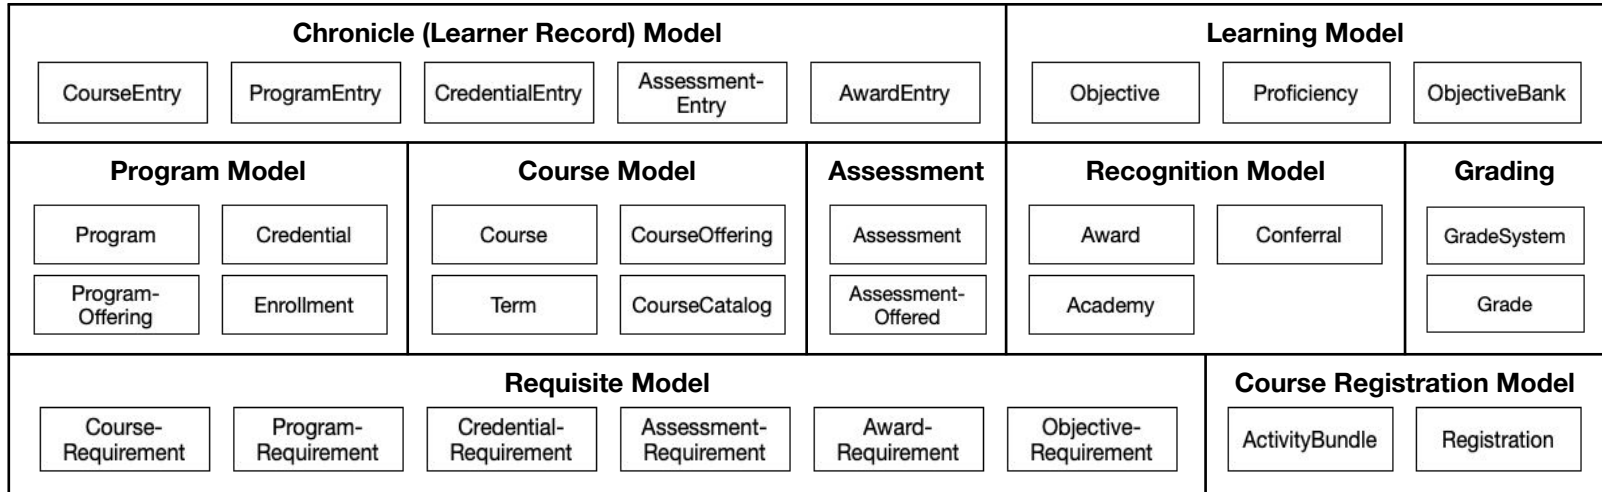 Chronicle (Learner Record) Model
CourseEntry
ProgramEntry
CredentialEntry
Assessment-
Entry
AwardEntry
Learning Model
Objective
Proficiency
ObjectiveBank
Program Model
Program
Credential
Program-
Offering
Enrollment
Course Model
Course
CourseOffering
Term
CourseCatalog
Assessment
Assessment
Assessment-
Offered
Recognition Model
Award
Conferral
Academy
Grading
GradeSystem
Grade
Requisite Model
Course-
Requirement
Program-
Requirement
Credential-
Requirement
Assessment-
Requirement
Award-
Requirement
Objective-
Requirement
Course Registration Model
ActivityBundle
Registration